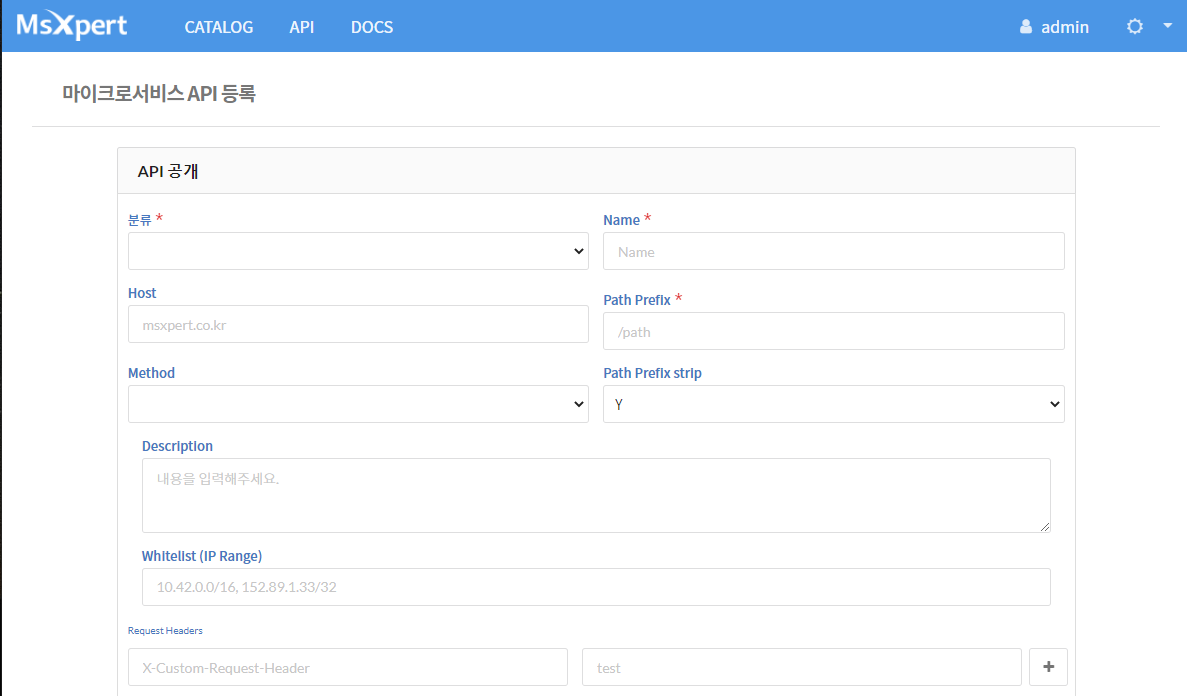 MsXpert CATALOG API DOCS admin
마이크로서비스 API 등록
API 공개
분류 * Name *
Name
Host Path Prefix *
msxpert.co.kr /path
Method Path Prefix strip
Y
Description
내용을 입력해주세요.
Whitelist (IP Range)
10.42.0.0/16, 152.89.1.33/32
Request Headers
X-Custom-Request-Header test +